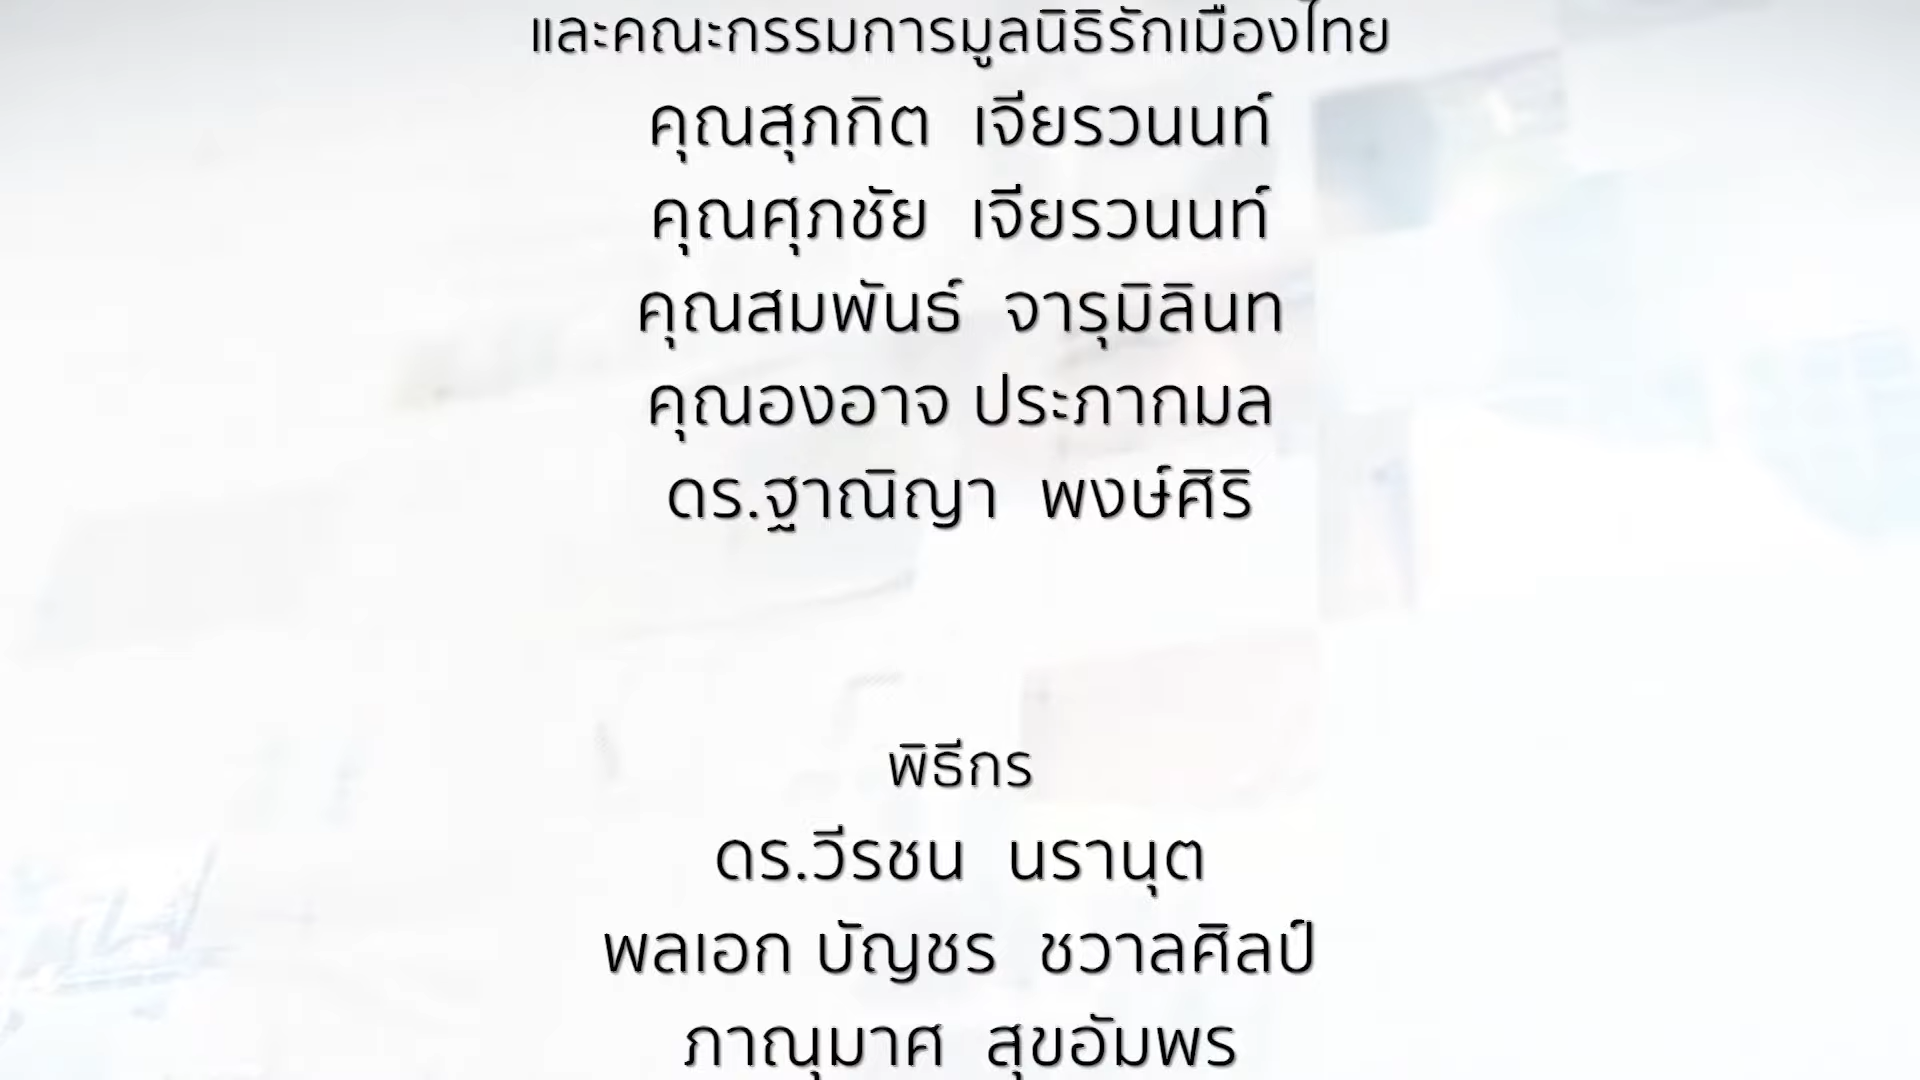 และคณะกรรมการมูลนิธิรักเมืองไทย
คุณสุภกิต เจียรวนนท์
คุณศุภชัย เจียรวนนท์
คุณสมพันธ์ จารุมิลินท
คุณองอาจ ประภากมล
ดร.ฐาณิญา พงษ์ศิริ
พิธีกร
ดร.วีรชน นรานุต
พลเอก บัญชร ชวาลศิลป์
ภาณุมาศ สุขอัมพร